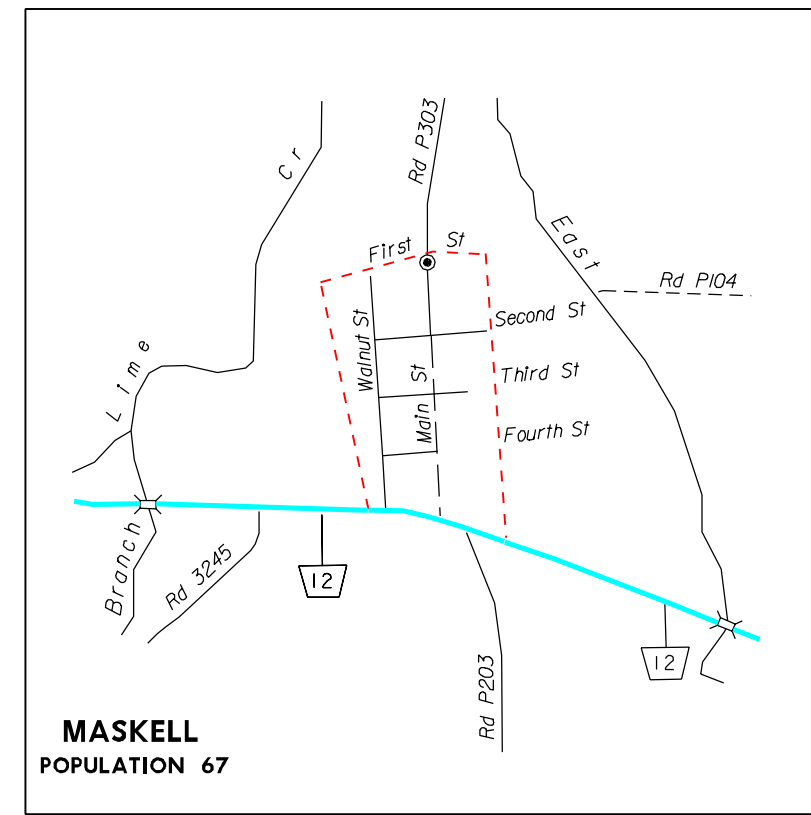 Cr
Rd P303
First St
East
Rd P104
Second St
Walnut St
Lime
Third St
Main St
Fourth St
Branch
Rd 3245
12
12
Rd P203
MASKELL
POPULATION 67